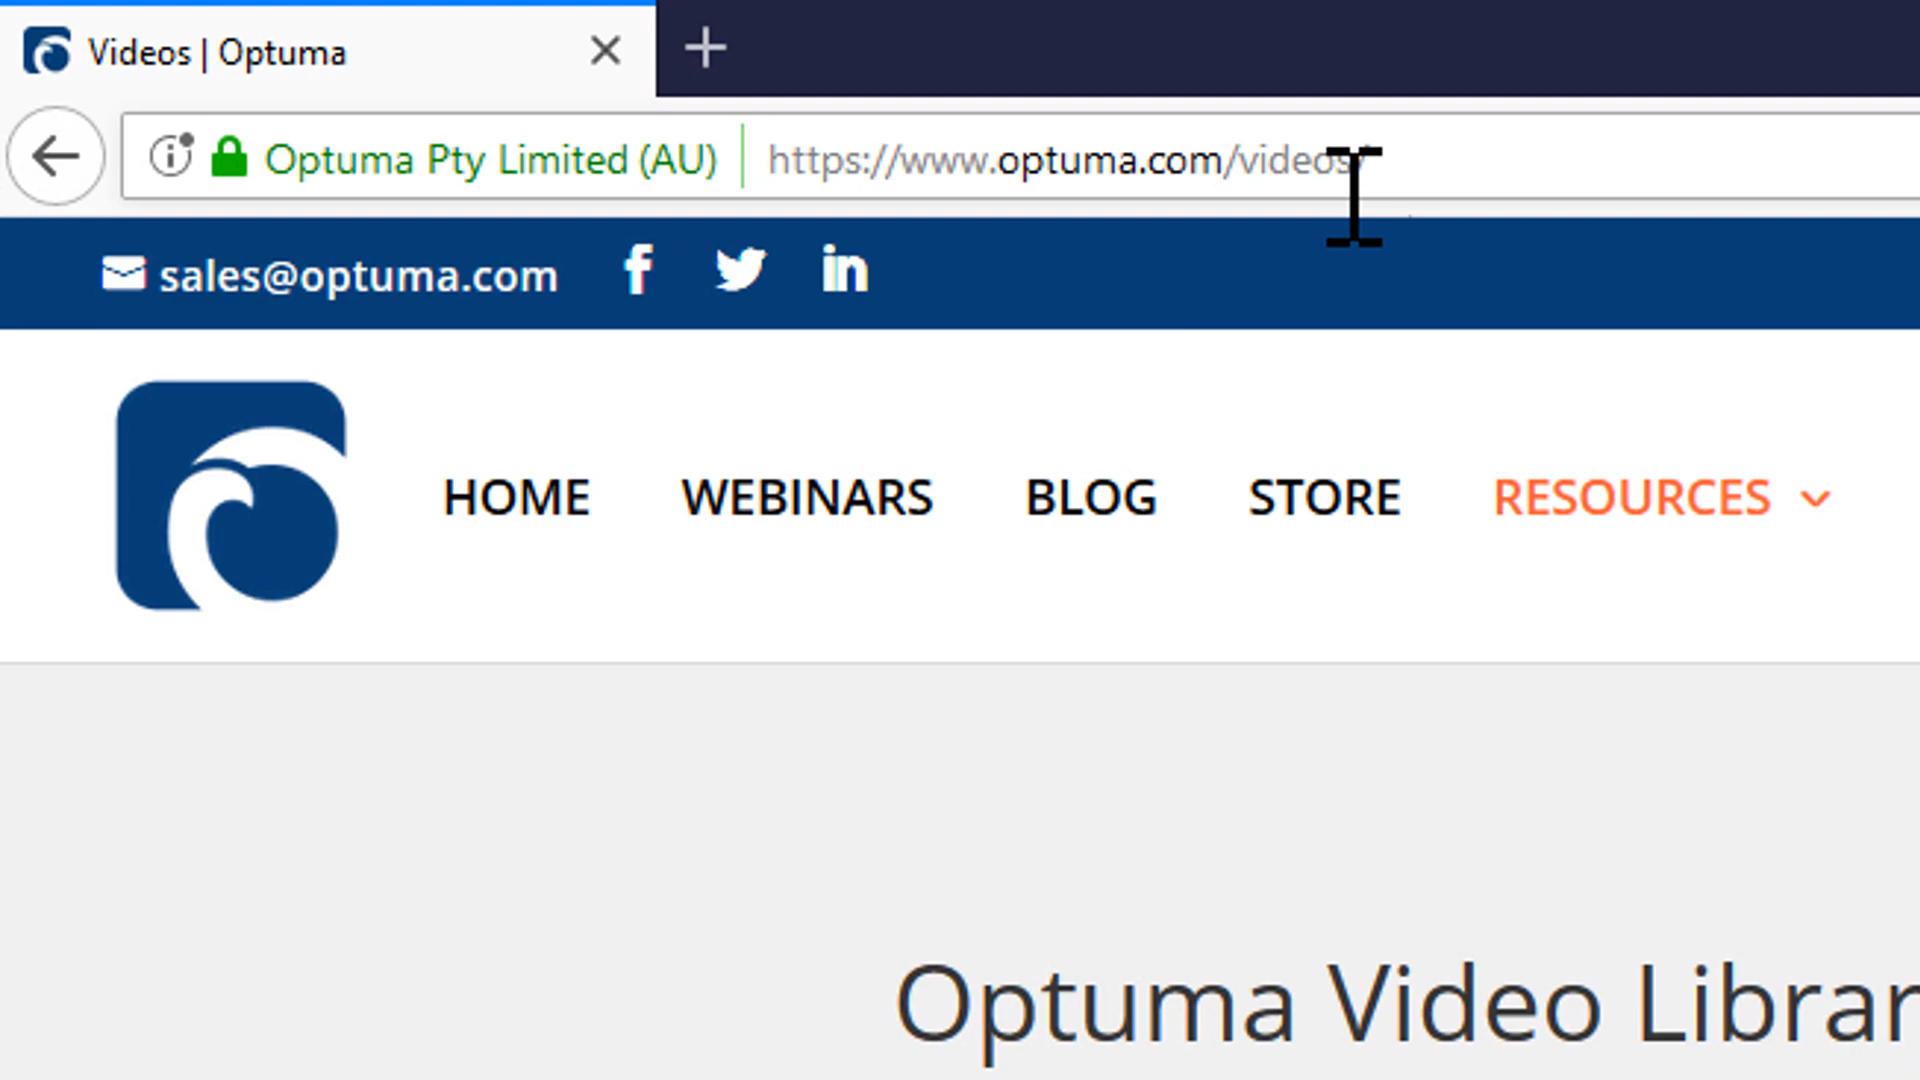 Videos | Optuma
Optuma Pty Limited (AU) https://www.optuma.com/videos/
sales@optuma.com
HOME WEBINARS BLOG STORE RESOURCES
Optuma Video Librar